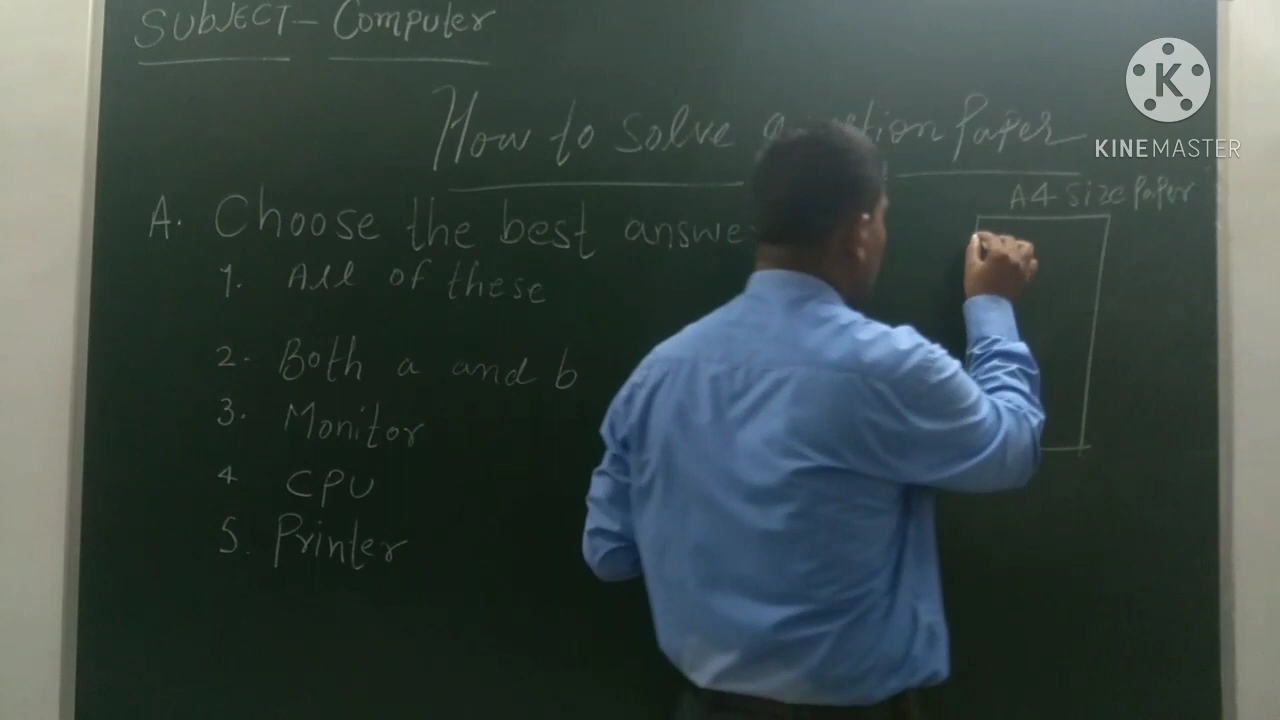 SUBJECT - Computer
How to solve Paper
A. Choose the best
1. All of these
2. Both a and b
3. Monitor
4 CPU
5. Printer
A4 size Paper
K
KINEMASTER